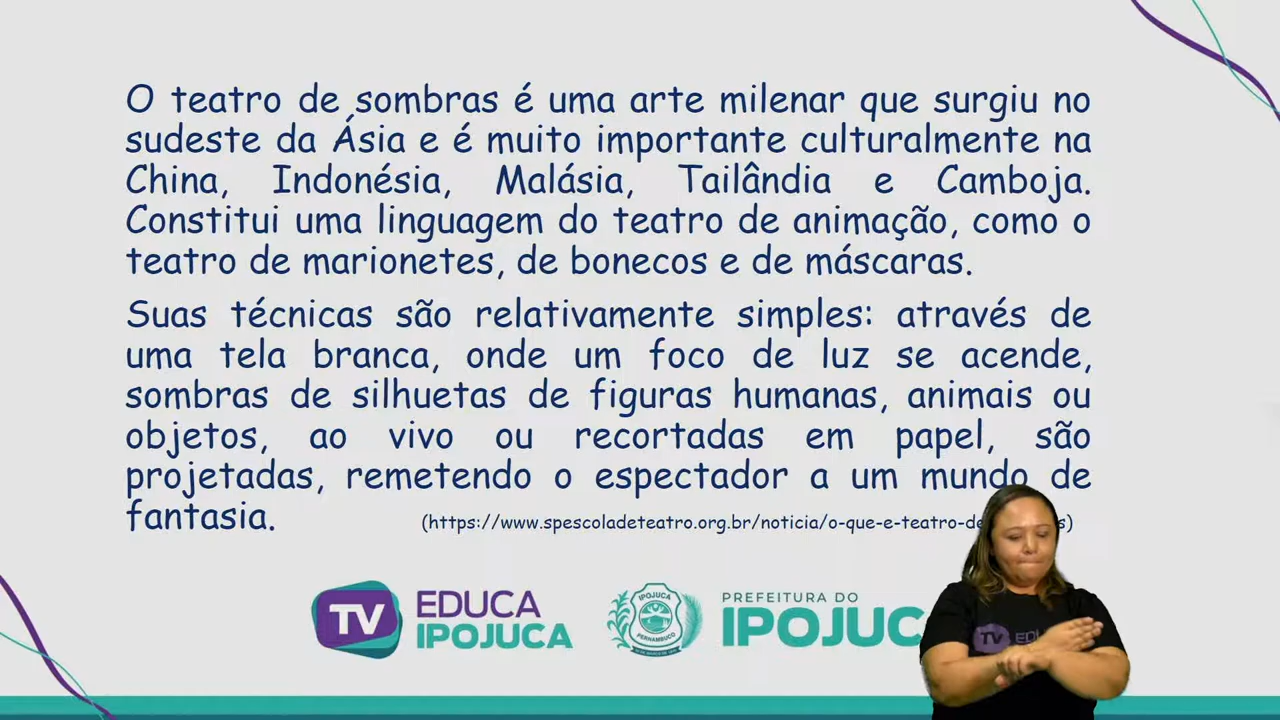 O teatro de sombras é uma arte milenar que surgiu no
sudeste da Ásia e é muito importante culturalmente na
China, Indonésia, Malásia, Tailândia e Camboja.
Constitui uma linguagem do teatro de animação, como o
teatro de marionetes, de bonecos e de máscaras.
Suas técnicas são relativamente simples: através de
uma tela branca, onde um foco de luz se acende,
sombras de silhuetas de figuras humanas, animais ou
objetos, ao vivo ou recortadas em papel, são
projetadas, remetendo o espectador a um mundo de
fantasia.
(https://www.spescoladeteatro.org.br/noticia/o-que-e-teatro-de
TV
EDUCA
IPOJUCA
IPOJUCA
PERNAMBUCO
PREFEITURA DO
IPOJUC
TV EDU